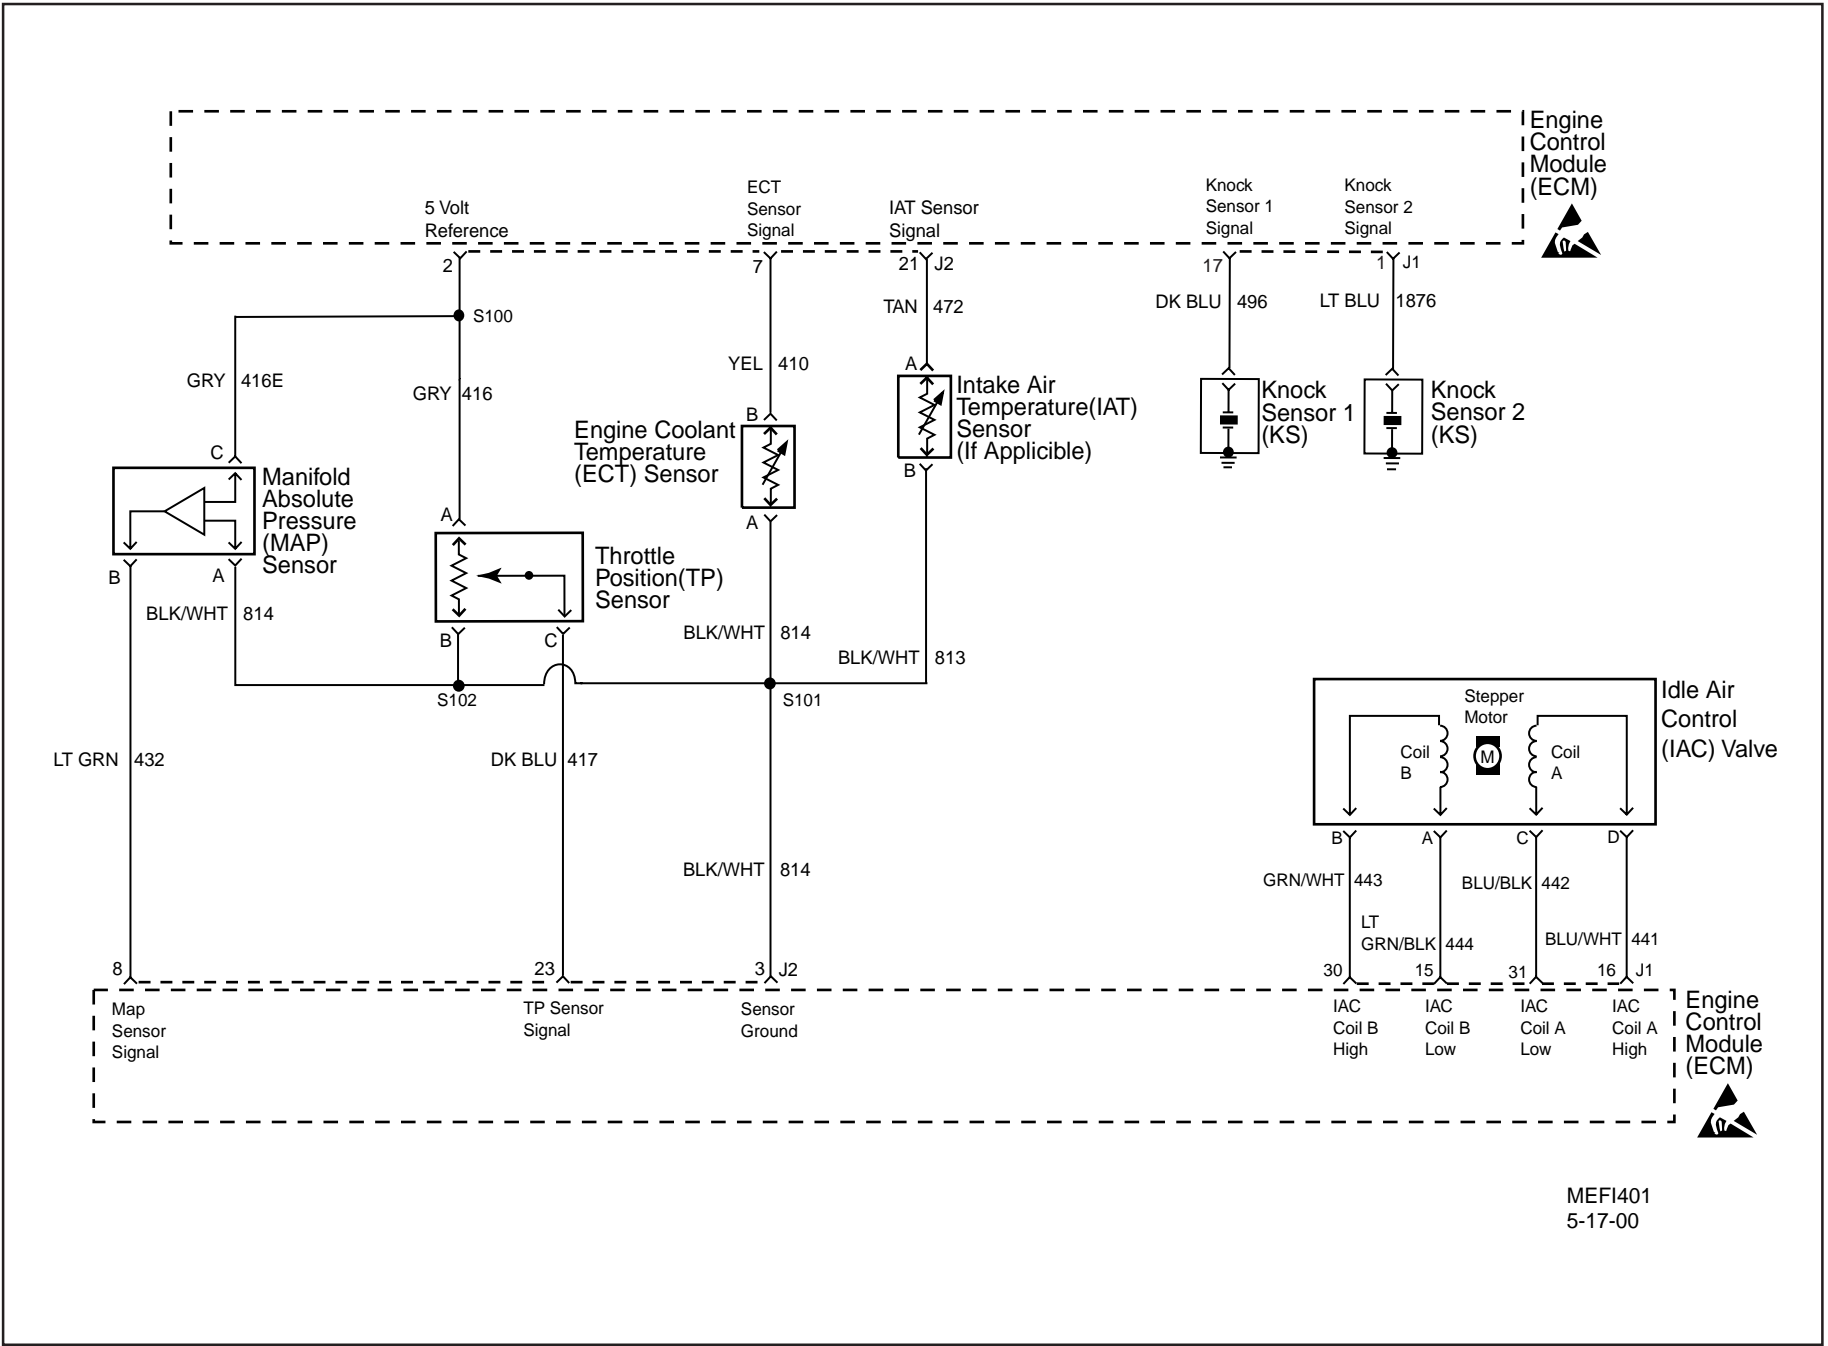 Engine
Control
Module
(ECM)
5 Volt
Reference
ECT
Sensor
Signal
IAT Sensor
Signal
Knock
Sensor 1
Signal
Knock
Sensor 2
Signal
2
7
21
J2
17
1
J1
S100
TAN
472
DK BLU
496
LT BLU
1876
GRY
416E
GRY
416
YEL
410
A
Intake Air
Temperature(IAT)
Sensor
(If Applicible)
B
Knock
Sensor 1
(KS)
Knock
Sensor 2
(KS)
B
Engine Coolant
Temperature
(ECT) Sensor
A
C
Manifold
Absolute
Pressure
(MAP)
Sensor
B
A
A
Throttle
Position(TP)
Sensor
B
C
BLK/WHT
814
BLK/WHT
814
BLK/WHT
813
S102
S101
LT GRN
432
DK BLU
417
BLK/WHT
814
Stepper
Motor
Coil
B
M
Coil
A
Idle Air
Control
(IAC) Valve
B
A
C
D
GRN/WHT
443
LT
GRN/BLK
444
BLU/BLK
442
BLU/WHT
441
8
23
3
J2
30
15
31
16
J1
Map
Sensor
Signal
TP Sensor
Signal
Sensor
Ground
IAC
Coil B
High
IAC
Coil B
Low
IAC
Coil A
Low
IAC
Coil A
High
Engine
Control
Module
(ECM)
MEFI401
5-17-00